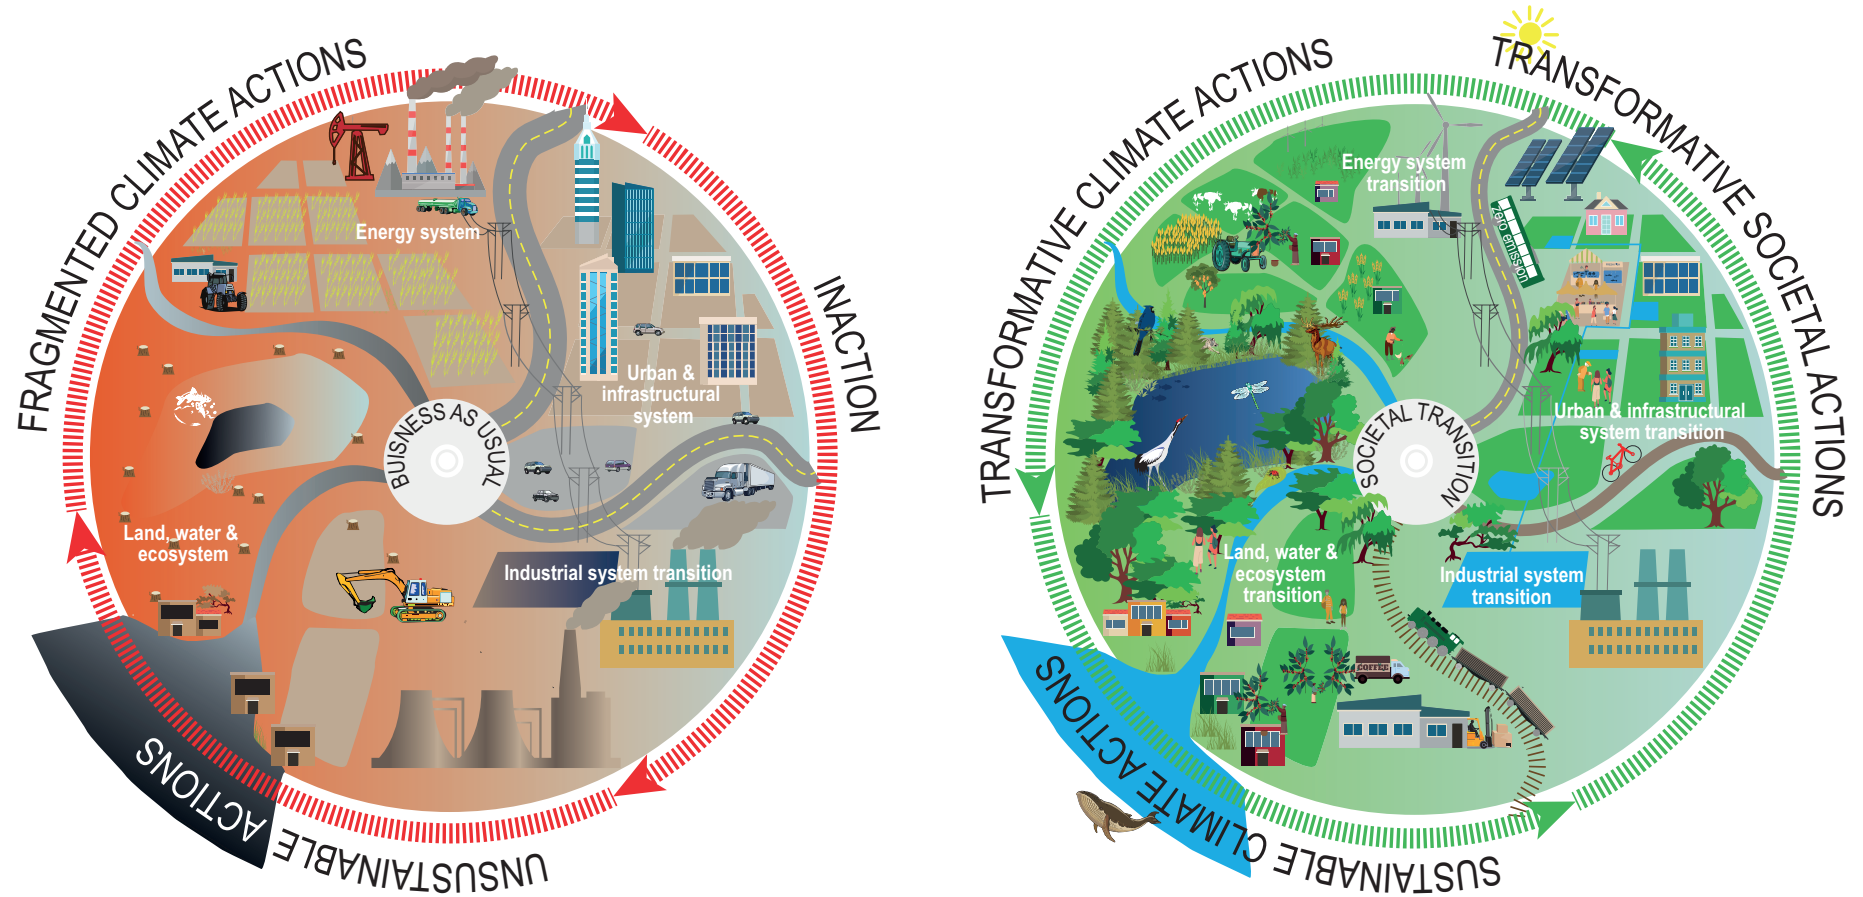 FRAGMENTED CLIMATE ACTIONS
INACTION
UNSUSTAINABLE ACTIONS
BUISNESS AS USUAL
Energy system
Urban &
infrastructural
system
Land, water &
ecosystem
Industrial system transition
TRANSFORMATIVE CLIMATE ACTIONS
TRANSFORMATIVE SOCIETAL ACTIONS
SUSTAINABLE CLIMATE ACTIONS
SOCIETAL TRANSITION
Energy system
transition
zero emission
Urban & infrastructural
system transition
Land, water &
ecosystem
transition
Industrial system
transition
COFFEE